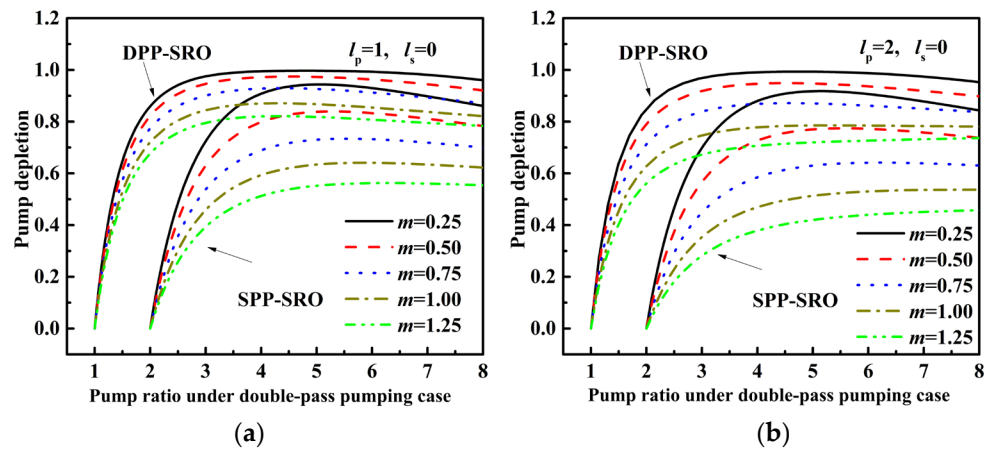 1.2
1.0
0.8
0.6
0.4
0.2
0.0
Pump depletion
DPP-SRO
lp=1, ls=0
SPP-SRO
m=0.25
m=0.50
m=0.75
m=1.00
m=1.25
1 2 3 4 5 6 7 8
Pump ratio under double-pass pumping case
(a)
1.2
1.0
0.8
0.6
0.4
0.2
0.0
Pump depletion
DPP-SRO
lp=2, ls=0
SPP-SRO
m=0.25
m=0.50
m=0.75
m=1.00
m=1.25
1 2 3 4 5 6 7 8
Pump ratio under double-pass pumping case
(b)